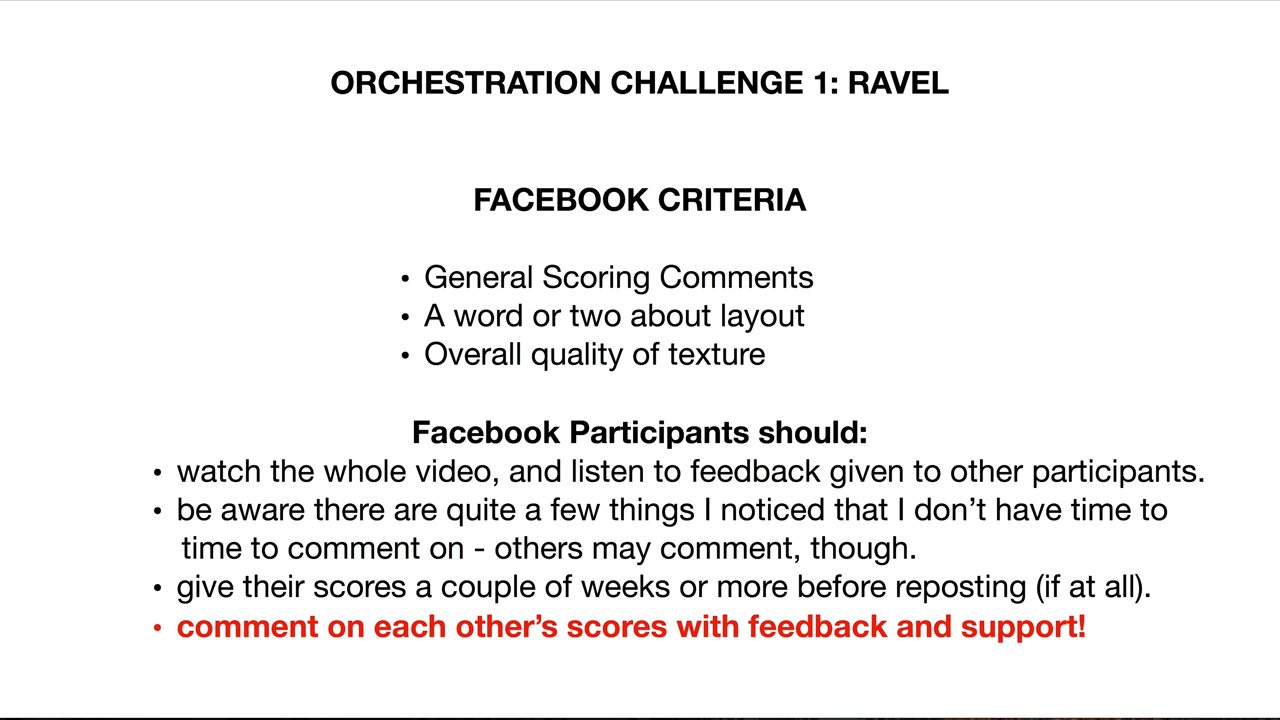 ORCHESTRATION CHALLENGE 1: RAVEL
FACEBOOK CRITERIA
• General Scoring Comments
• A word or two about layout
• Overall quality of texture
Facebook Participants should:
• watch the whole video, and listen to feedback given to other participants.
• be aware there are quite a few things I noticed that I don’t have time to
time to comment on - others may comment, though.
• give their scores a couple of weeks or more before reposting (if at all).
• comment on each other’s scores with feedback and support!